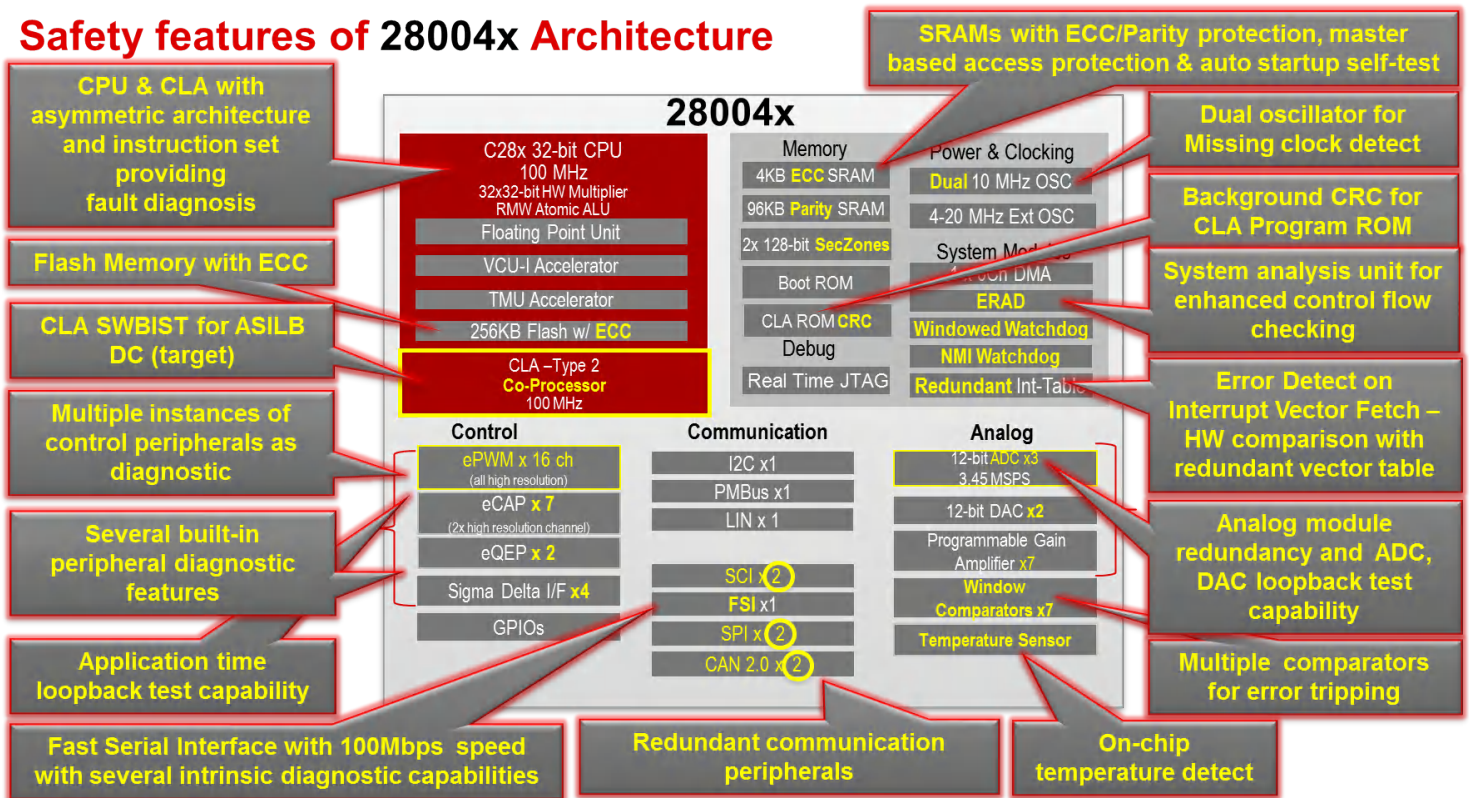 Safety features of 28004x Architecture
SRAMs with ECC/Parity protection, master
based access protection & auto startup self-test
CPU & CLA with
asymmetric architecture
and instruction set
providing
fault diagnosis
Flash Memory with ECC
CLA SWBIST for ASILB
DC (target)
Multiple instances of
control peripherals as
diagnostic
Several built-in
peripheral diagnostic
features
Application time
loopback test capability
Fast Serial Interface with 100Mbps speed
with several intrinsic diagnostic capabilities
28004x
C28x 32-bit CPU
100 MHz
32x32-bit HW Multiplier
RMW Atomic ALU
Floating Point Unit
VCU-I Accelerator
TMU Accelerator
256KB Flash w/ ECC
CLA –Type 2
Co-Processor
100 MHz
Memory
4KB ECC SRAM
96KB Parity SRAM
2x 128-bit SecZones
Boot ROM
CLA ROM CRC
Debug
Real Time JTAG
Power & Clocking
Dual 10 MHz OSC
4-20 MHz Ext OSC
System Modules
DMA
ERAD
Windowed Watchdog
NMI Watchdog
Redundant Int-Table
Control
ePWM x 16 ch
(all high resolution)
eCAP x 7
(2x high resolution channel)
eQEP x 2
Sigma Delta I/F x4
GPIOs
Communication
I2C x1
PMBus x1
LIN x 1
SCI x 2
FSI x1
SPI x 2
CAN 2.0 x 2
Analog
12-bit ADC x3
3.45 MSPS
12-bit DAC x2
Programmable Gain
Amplifier x7
Window
Comparators x7
Temperature Sensor
Dual oscillator for
Missing clock detect
Background CRC for
CLA Program ROM
System analysis unit for
enhanced control flow
checking
Error Detect on
Interrupt Vector Fetch –
HW comparison with
redundant vector table
Analog module
redundancy and ADC,
DAC loopback test
capability
Multiple comparators
for error tripping
Redundant communication
peripherals
On-chip
temperature detect